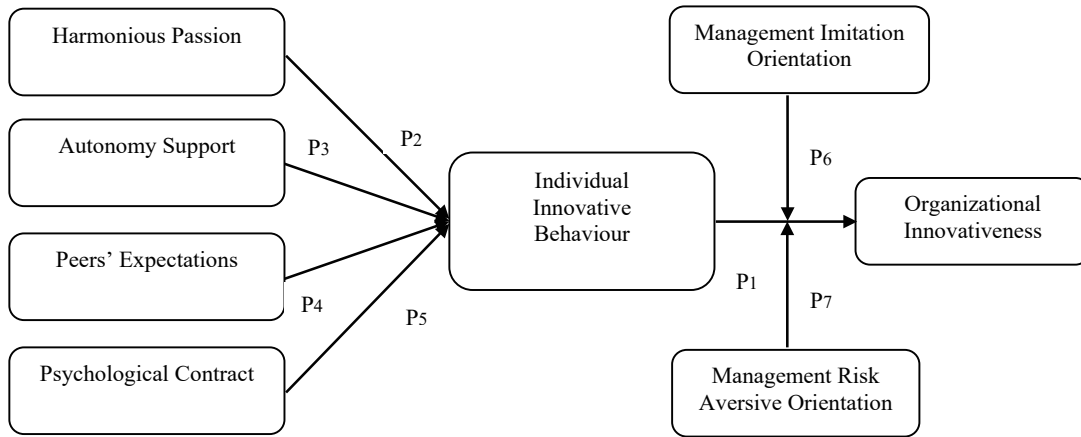 Harmonious Passion
Autonomy Support
Peers’ Expectations
Psychological Contract
P2
P3
P4
P5
Individual
Innovative
Behaviour
P1
Management Imitation
Orientation
P6
P7
Management Risk
Aversive Orientation
Organizational
Innovativeness